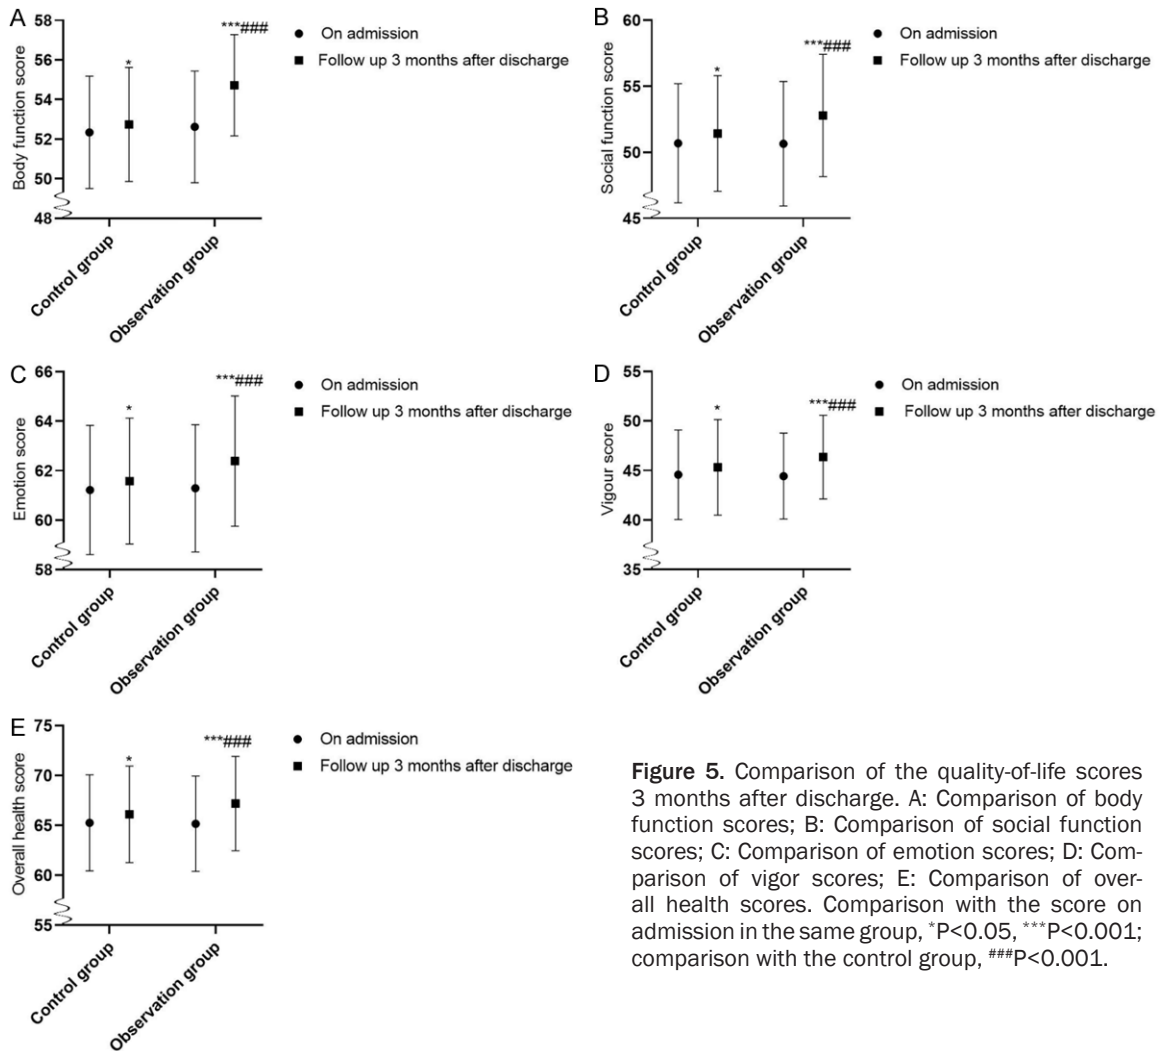 A
58
56
54
52
50
48
Body function score
*
***###
On admission
Follow up 3 months after discharge
Control group
Observation group
B
60
55
50
45
Social function score
*
***###
On admission
Follow up 3 months after discharge
Control group
Observation group
C
66
64
62
60
58
Emotion score
*
***###
On admission
Follow up 3 months after discharge
Control group
Observation group
D
55
50
45
40
35
Vigour score
*
***###
On admission
Follow up 3 months after discharge
Control group
Observation group
E
75
70
65
60
55
Overall health score
*
***###
On admission
Follow up 3 months after discharge
Control group
Observation group
Figure 5. Comparison of the quality-of-life scores
3 months after discharge. A: Comparison of body
function scores; B: Comparison of social function
scores; C: Comparison of emotion scores; D: Com-
parison of vigor scores; E: Comparison of over-
all health scores. Comparison with the score on
admission in the same group, *P<0.05, ***P<0.001;
comparison with the control group, ###P<0.001.